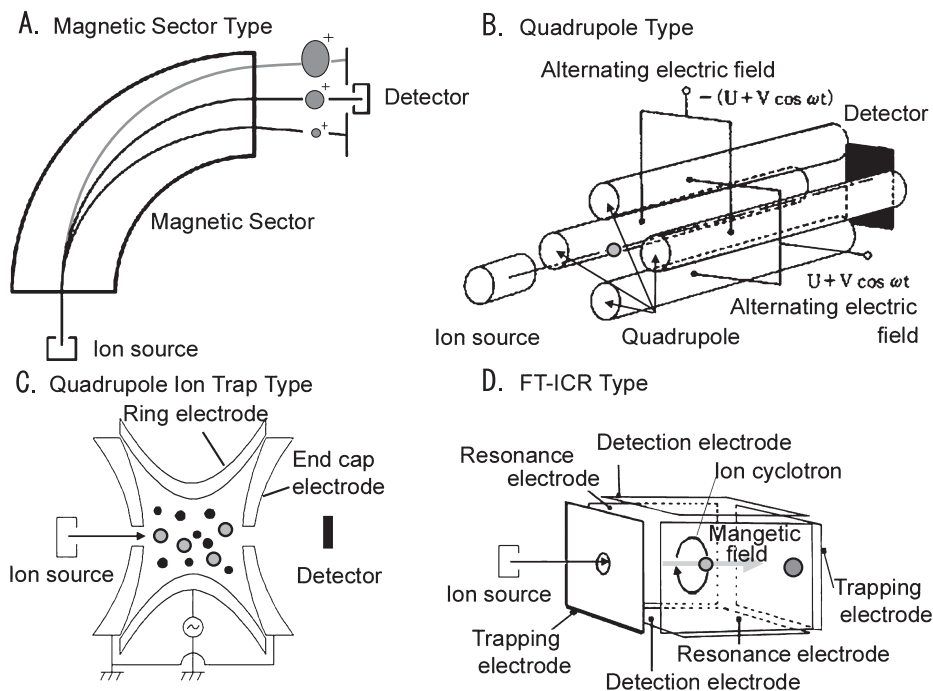 A. Magnetic Sector Type
+
+
+
Detector
Magnetic Sector
Ion source
B. Quadrupole Type
Alternating electric field
−(U+V cos ωt)
Detector
U+V cos ωt
Alternating electric
field
Ion source
Quadrupole
C. Quadrupole Ion Trap Type
Ring electrode
End cap
electrode
Ion source
Detector
~
D. FT-ICR Type
Detection electrode
Resonance
electrode
Ion cyclotron
Mangetic
field
Ion source
Trapping
electrode
Trapping
electrode
Resonance electrode
Detection electrode